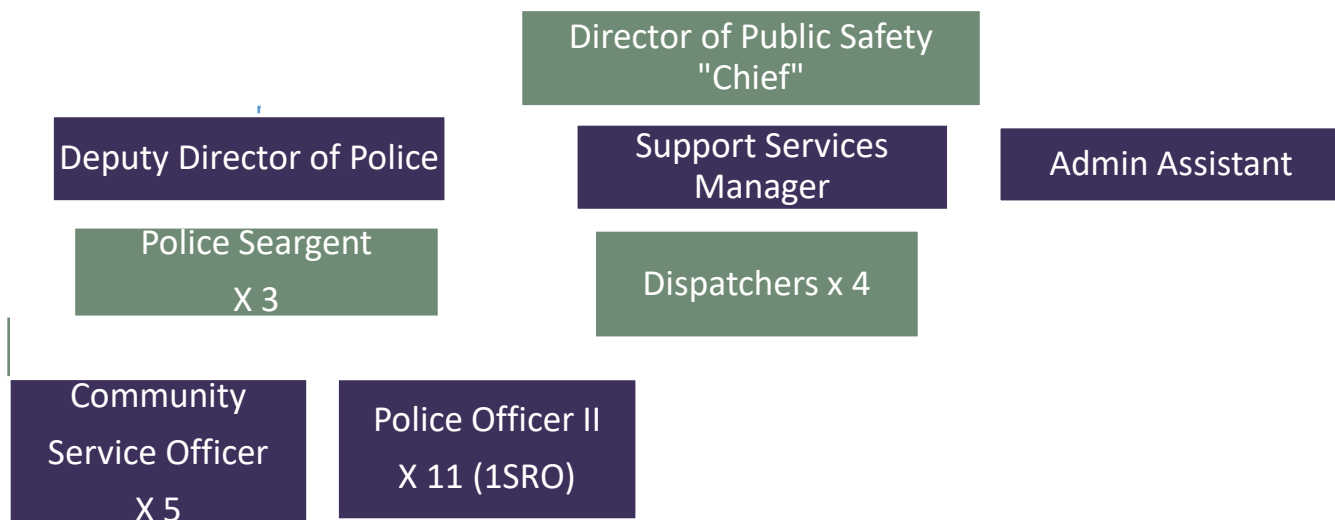 Director of Public Safety
"Chief"
Deputy Director of Police
Support Services
Manager
Admin Assistant
Police Seargent
X 3
Dispatchers x 4
Community
Service Officer
X 5
Police Officer II
X 11 (1SRO)